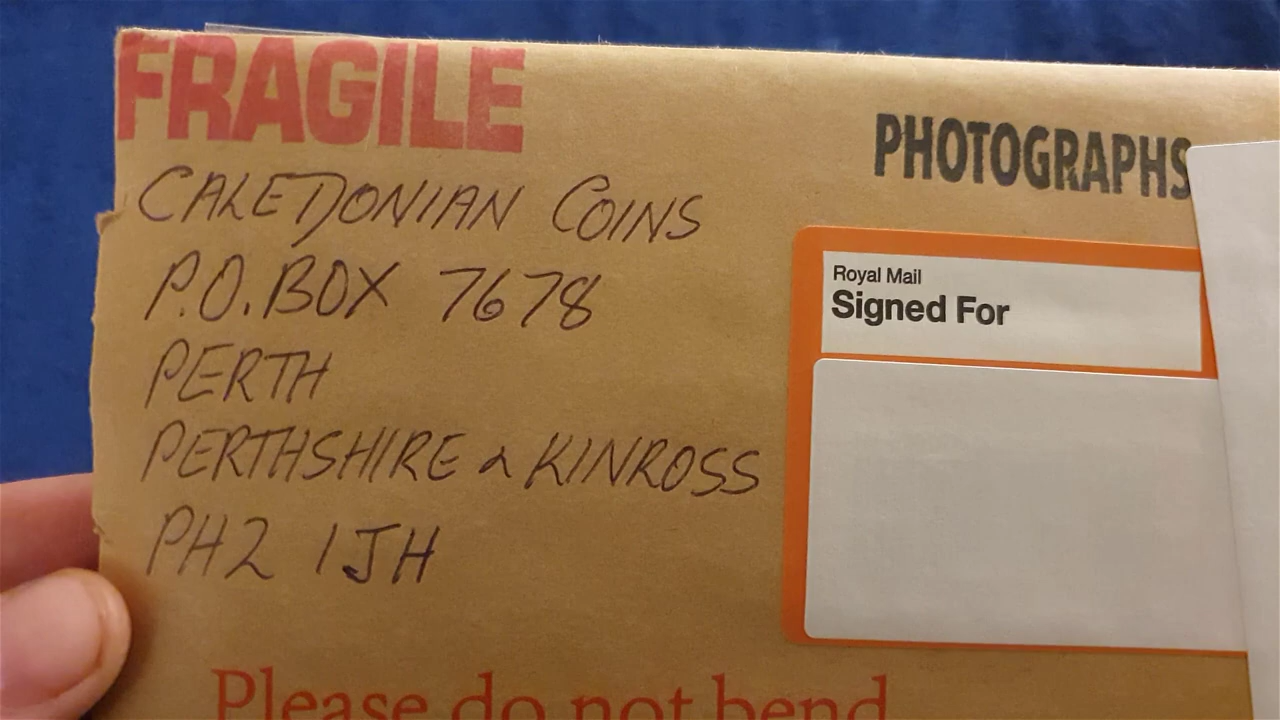 FRAGILE
PHOTOGRAPHS
CALEDONIAN COINS
P.O. BOX 7678
PERTH
PERTHSHIRE & KINROSS
PH2 1JH
Royal Mail
Signed For
Please do not bend